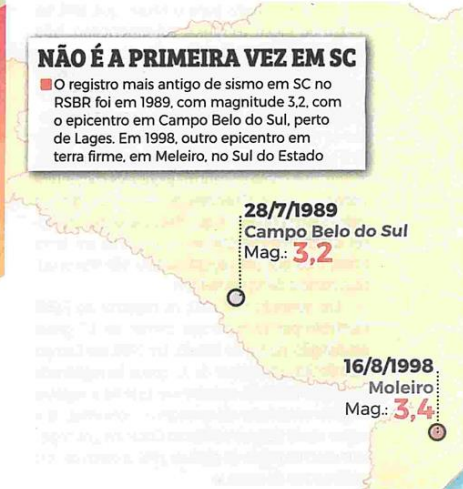 NÃO É A PRIMEIRA VEZ EM SC
O registro mais antigo de sismo em SC no
RSBR foi em 1989, com magnitude 3,2, com
o epicentro em Campo Belo do Sul, perto
de Lages. Em 1998, outro epicentro em
terra firme, em Meleiro, no Sul do Estado
28/7/1989
Campo Belo do Sul
Mag.: 3,2
16/8/1998
Moleiro
Mag.: 3,4